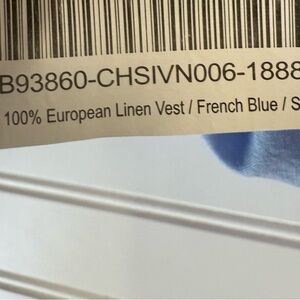 B93860-CHSIVN006-1888
100% European Linen Vest / French Blue / S